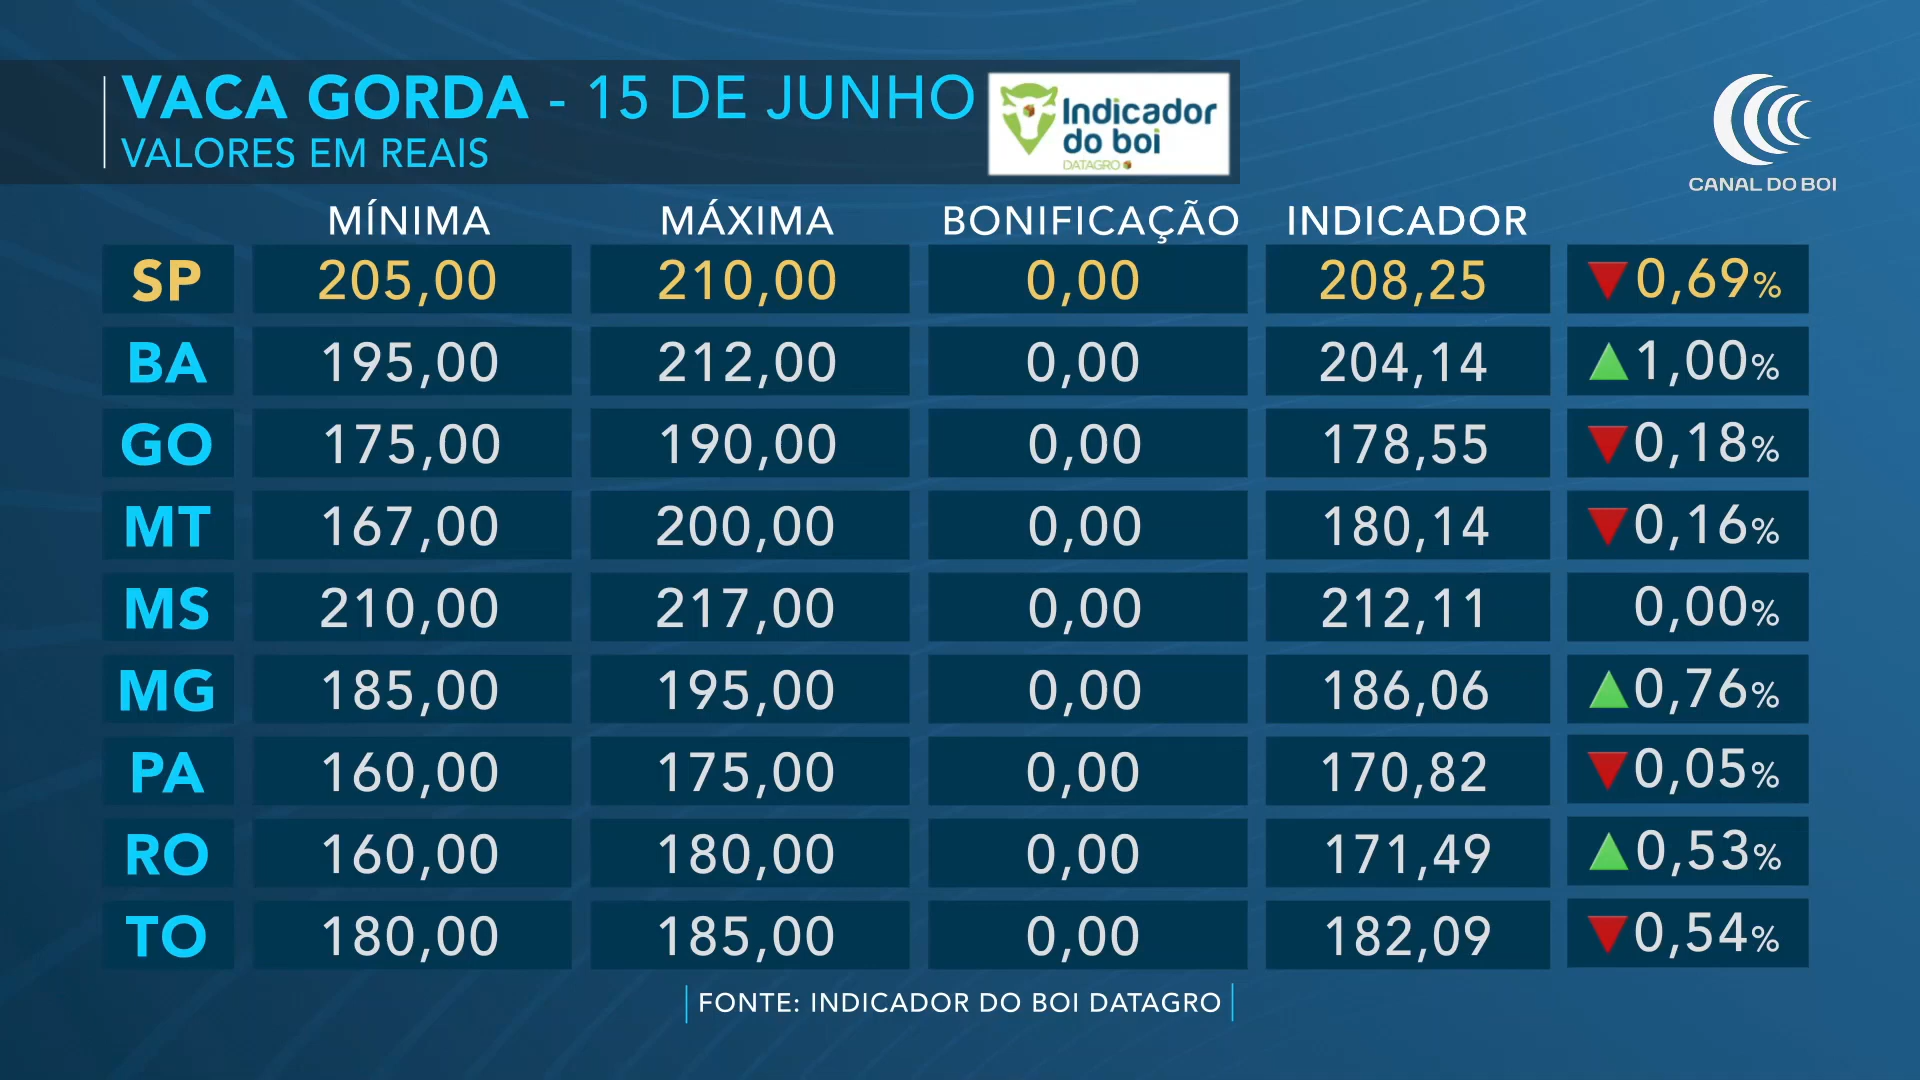 VACA GORDA - 15 DE JUNHO
VALORES EM REAIS
Indicador
do boi
DATAGRO
CANAL DO BOI
MÍNIMA MÁXIMA BONIFICAÇÃO INDICADOR
SP 205,00 210,00 0,00 208,25 0,69%
BA 195,00 212,00 0,00 204,14 1,00%
GO 175,00 190,00 0,00 178,55 0,18%
MT 167,00 200,00 0,00 180,14 0,16%
MS 210,00 217,00 0,00 212,11 0,00%
MG 185,00 195,00 0,00 186,06 0,76%
PA 160,00 175,00 0,00 170,82 0,05%
RO 160,00 180,00 0,00 171,49 0,53%
TO 180,00 185,00 0,00 182,09 0,54%
FONTE: INDICADOR DO BOI DATAGRO